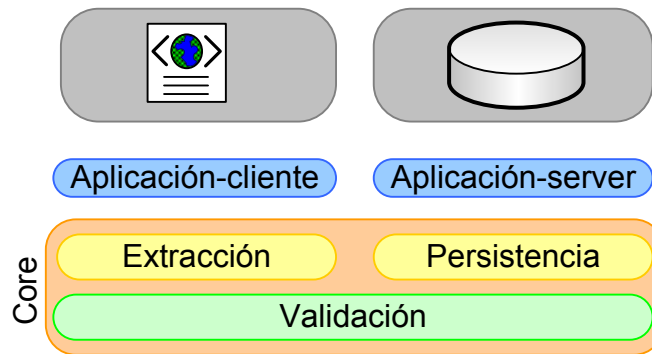 Aplicación-cliente
Aplicación-server
Core
Extracción
Persistencia
Validación